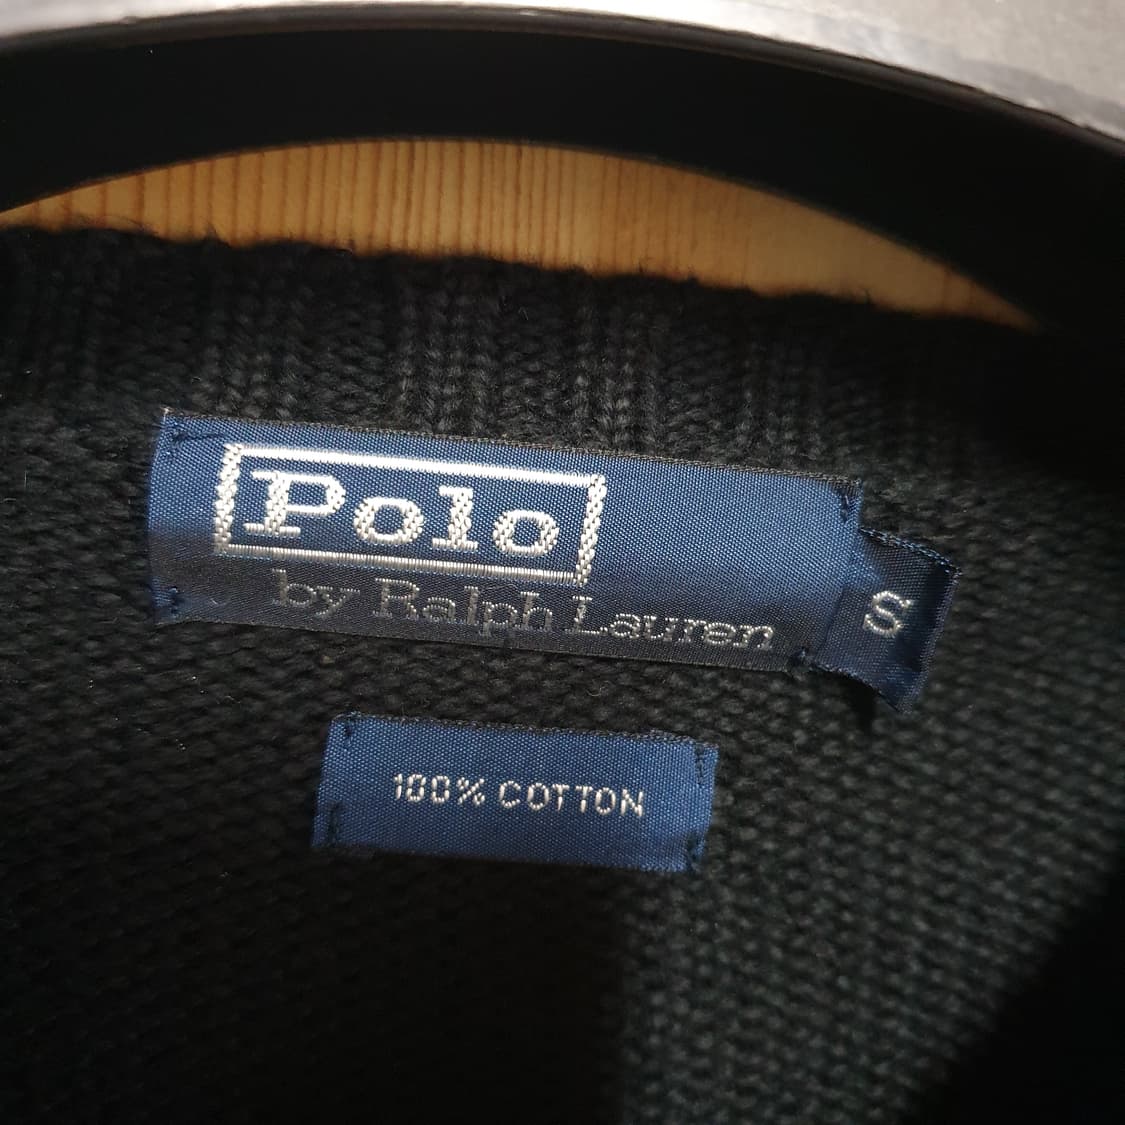 Polo
by Ralph Lauren
S
100% COTTON